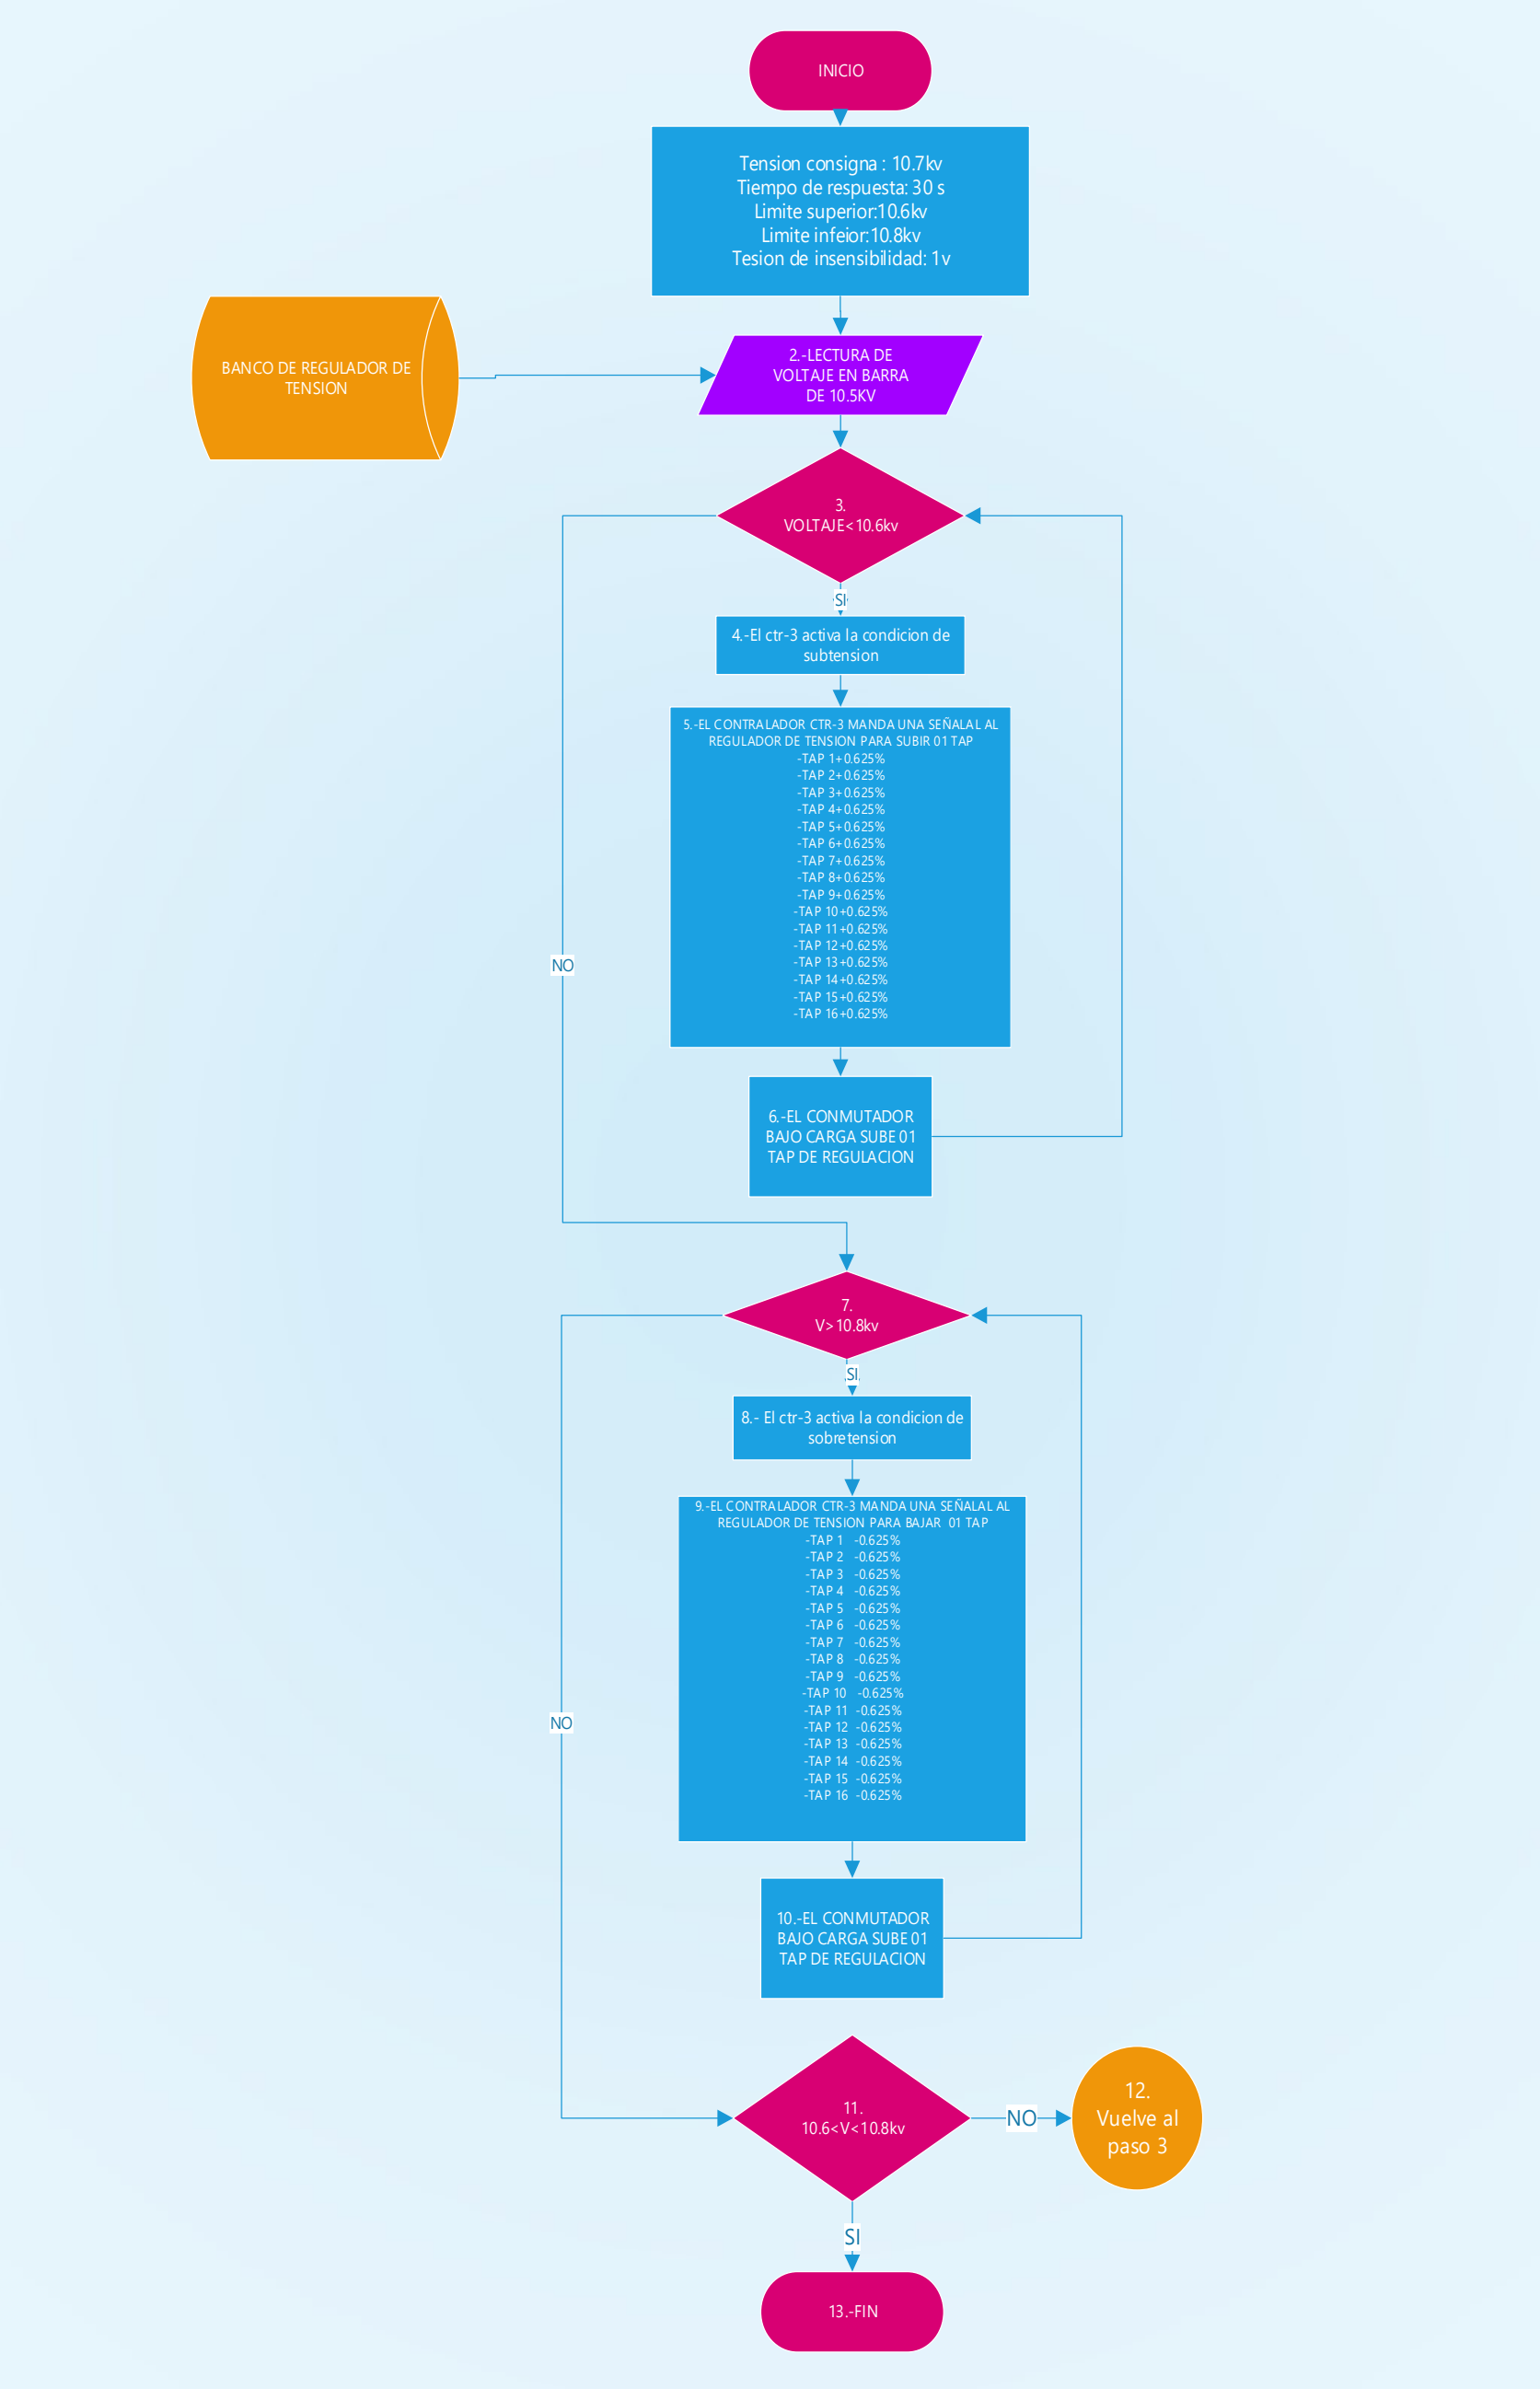 INICIO
Tension consigna : 10.7kv
Tiempo de respuesta: 30 s
Limite superior:10.6kv
Limite infeior:10.8kv
Tesion de insensibilidad: 1v
BANCO DE REGULADOR DE
TENSION
2.-LECTURA DE
VOLTAJE EN BARRA
DE 10.5KV
3.
VOLTAJE<10.6kv
SI
4.-El ctr-3 activa la condicion de
subtension
5.-EL CONTRALADOR CTR-3 MANDA UNA SEÑALAL AL
REGULADOR DE TENSION PARA SUBIR 01 TAP
-TAP 1+0.625%
-TAP 2+0.625%
-TAP 3+0.625%
-TAP 4+0.625%
-TAP 5+0.625%
-TAP 6+0.625%
-TAP 7+0.625%
-TAP 8+0.625%
-TAP 9+0.625%
-TAP 10+0.625%
-TAP 11+0.625%
-TAP 12+0.625%
-TAP 13+0.625%
-TAP 14+0.625%
-TAP 15+0.625%
-TAP 16+0.625%
NO
6.-EL CONMUTADOR
BAJO CARGA SUBE 01
TAP DE REGULACION
7.
V>10.8kv
SI
8.- El ctr-3 activa la condicion de
sobretension
9.-EL CONTRALADOR CTR-3 MANDA UNA SEÑALAL AL
REGULADOR DE TENSION PARA BAJAR 01 TAP
-TAP 1 -0.625%
-TAP 2 -0.625%
-TAP 3 -0.625%
-TAP 4 -0.625%
-TAP 5 -0.625%
-TAP 6 -0.625%
-TAP 7 -0.625%
-TAP 8 -0.625%
-TAP 9 -0.625%
-TAP 10 -0.625%
-TAP 11 -0.625%
-TAP 12 -0.625%
-TAP 13 -0.625%
-TAP 14 -0.625%
-TAP 15 -0.625%
-TAP 16 -0.625%
NO
10.-EL CONMUTADOR
BAJO CARGA SUBE 01
TAP DE REGULACION
11.
10.6<V<10.8kv
NO
12.
Vuelve al
paso 3
SI
13.-FIN